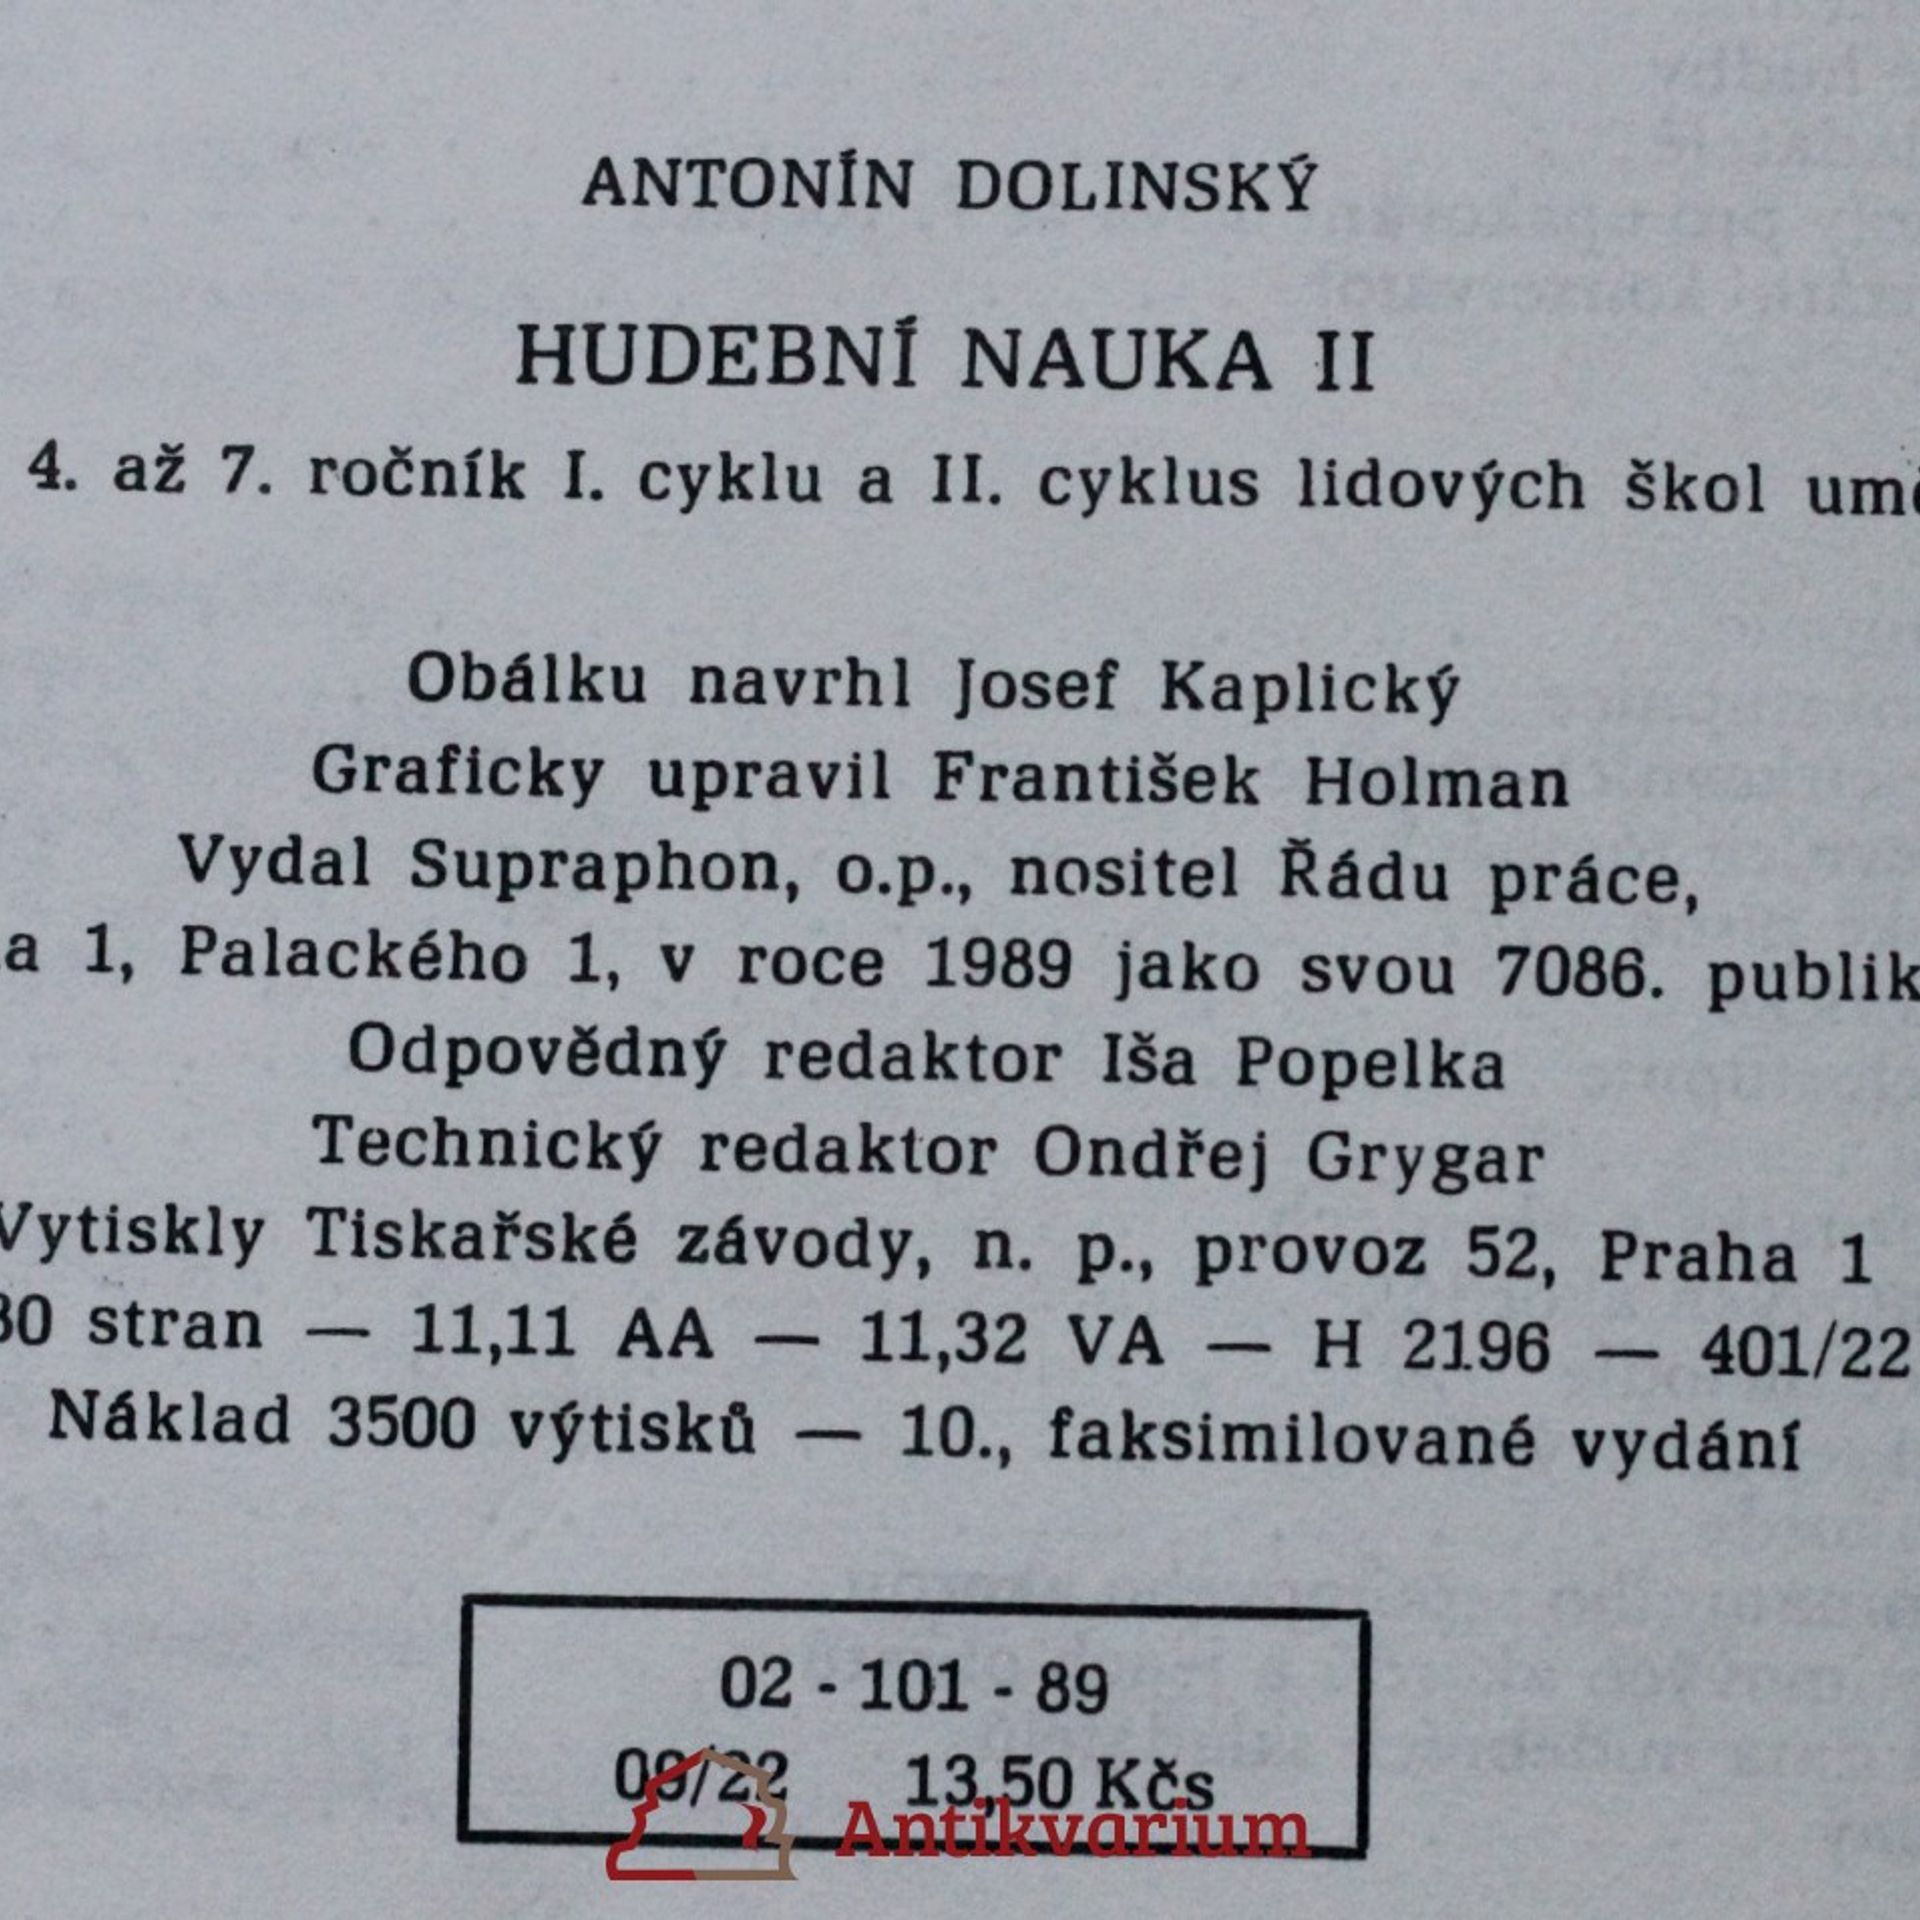 ANTONÍN DOLINSKÝ
HUDEBNÍ NAUKA II
4. až 7. ročník I. cyklu a II. cyklus lidových škol
Obálku navrhl Josef Kaplický
Graficky upravil František Holman
Vydal Supraphon, o.p., nositel Řádu práce,
1, Palackého 1, v roce 1989 jako svou 7086. publik
Odpovědný redaktor Iša Popelka
Technický redaktor Ondřej Grygar
Vytiskly Tiskařské závody, n. p., provoz 52, Praha 1
stran — 11,11 AA — 11,32 VA — H 2196 — 401/22
Náklad 3500 výtisků — 10., faksimilované vydání
02 - 101 - 89
09/22 13,50 Kčs
Antikvarium